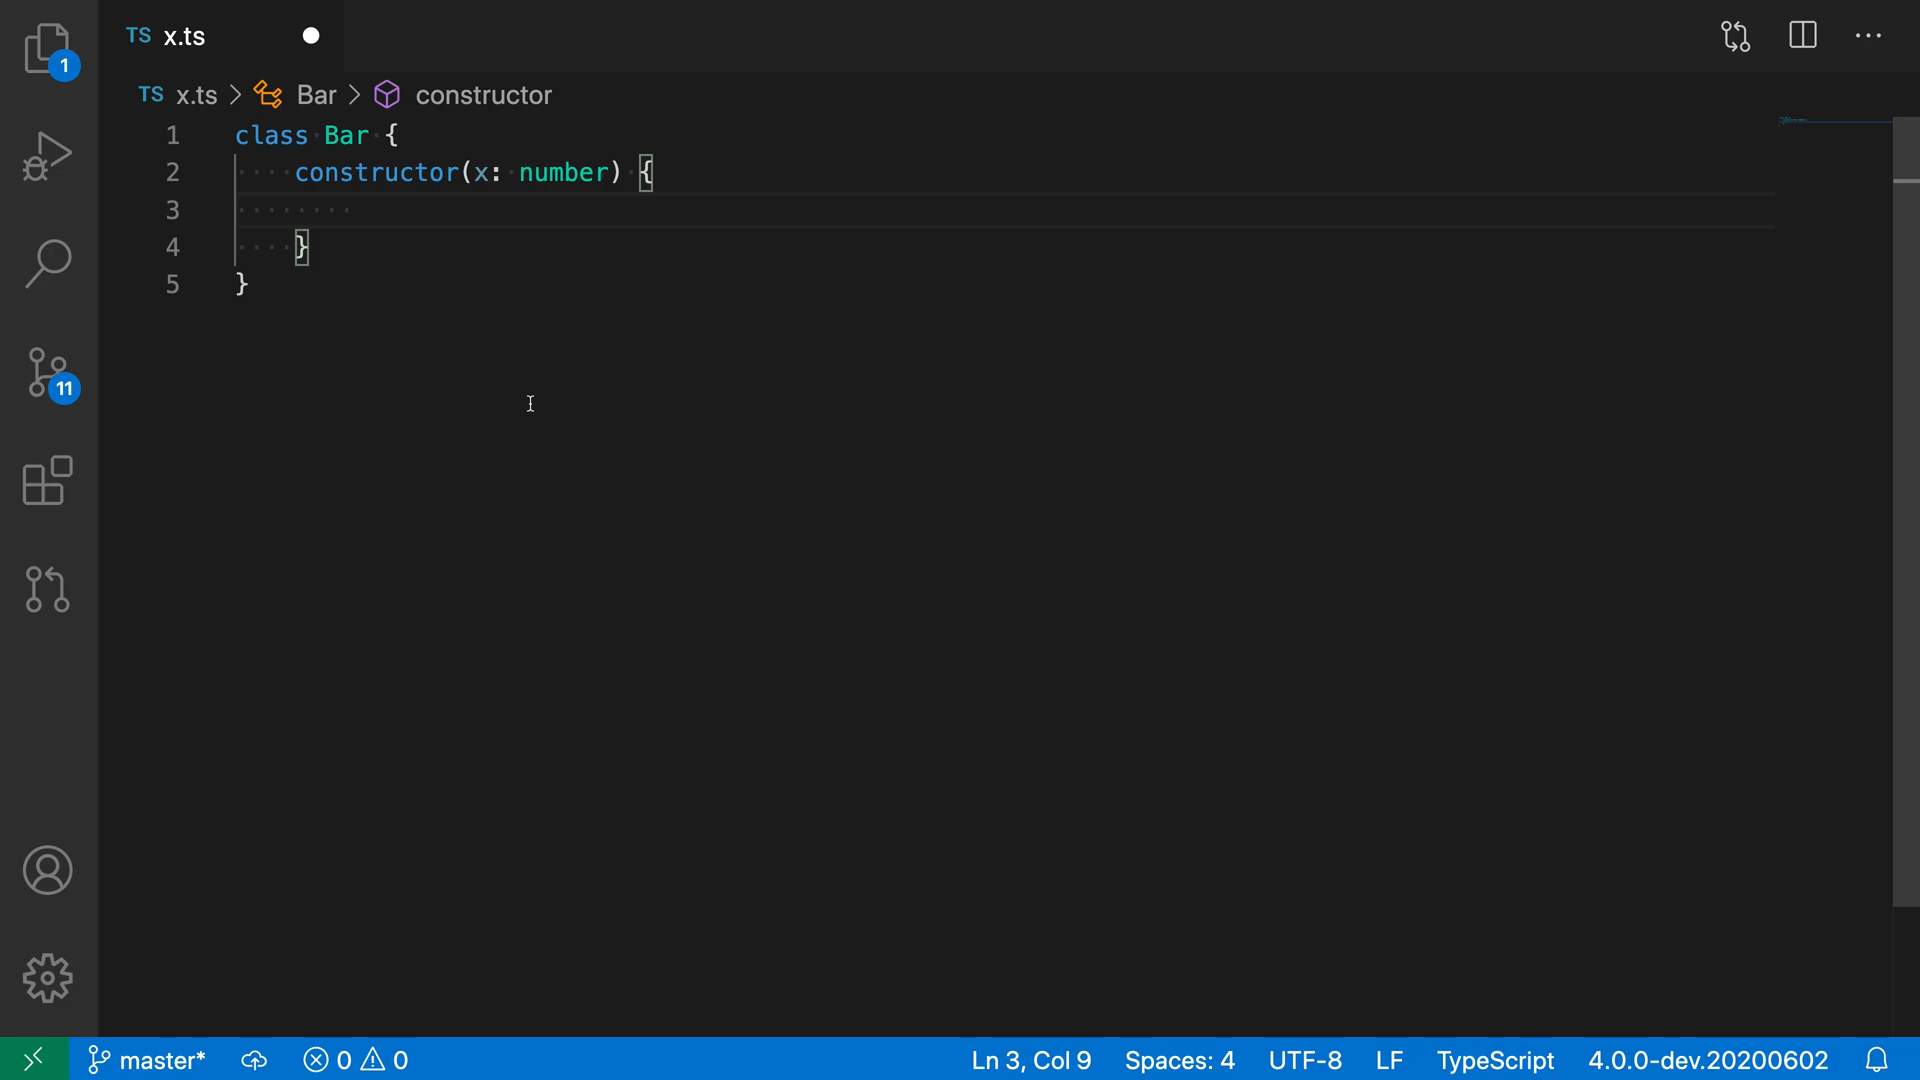 TS x.ts
1
TS x.ts > Bar > constructor
1 class Bar {
2 constructor(x: number) {
3
4 }
5 }
11
master* 0 0 Ln 3, Col 9 Spaces: 4 UTF-8 LF TypeScript 4.0.0-dev.20200602